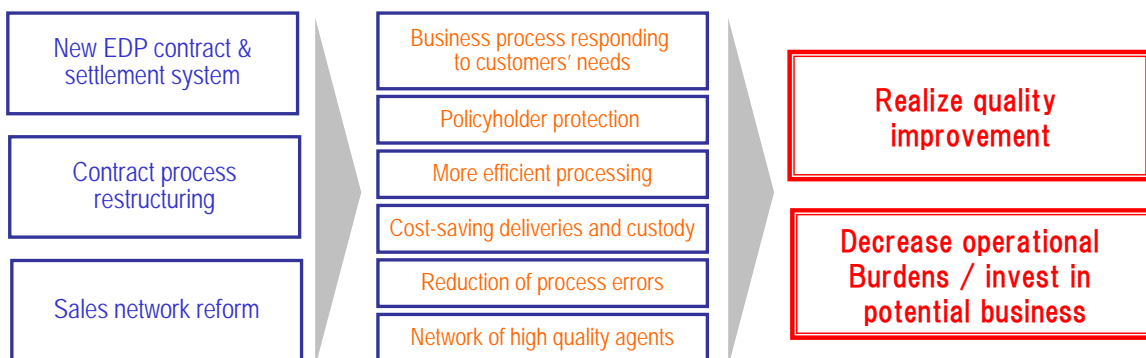 New EDP contract &
settlement system
Contract process
restructuring
Sales network reform
Business process responding
to customers' needs
Policyholder protection
More efficient processing
Cost-saving deliveries and custody
Reduction of process errors
Network of high quality agents
Realize quality
improvement
Decrease operational
Burdens / invest in
potential business